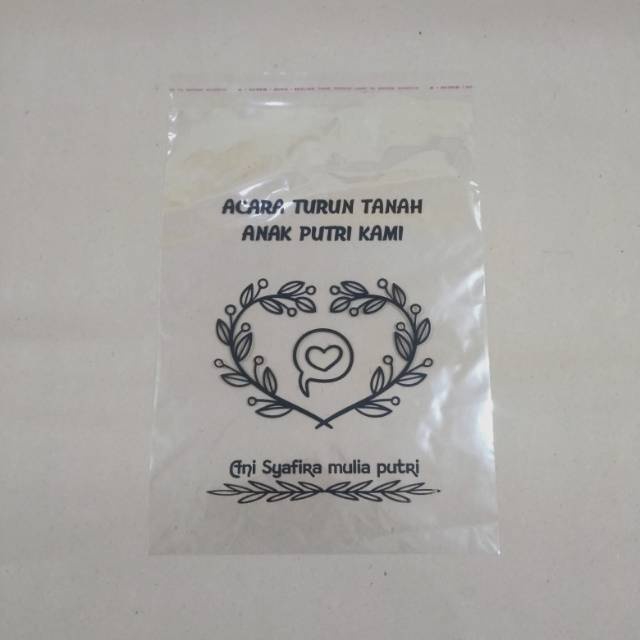 ACARA TURUN TANAH
ANAK PUTRI KAMI
Ani Syafira mulia putri